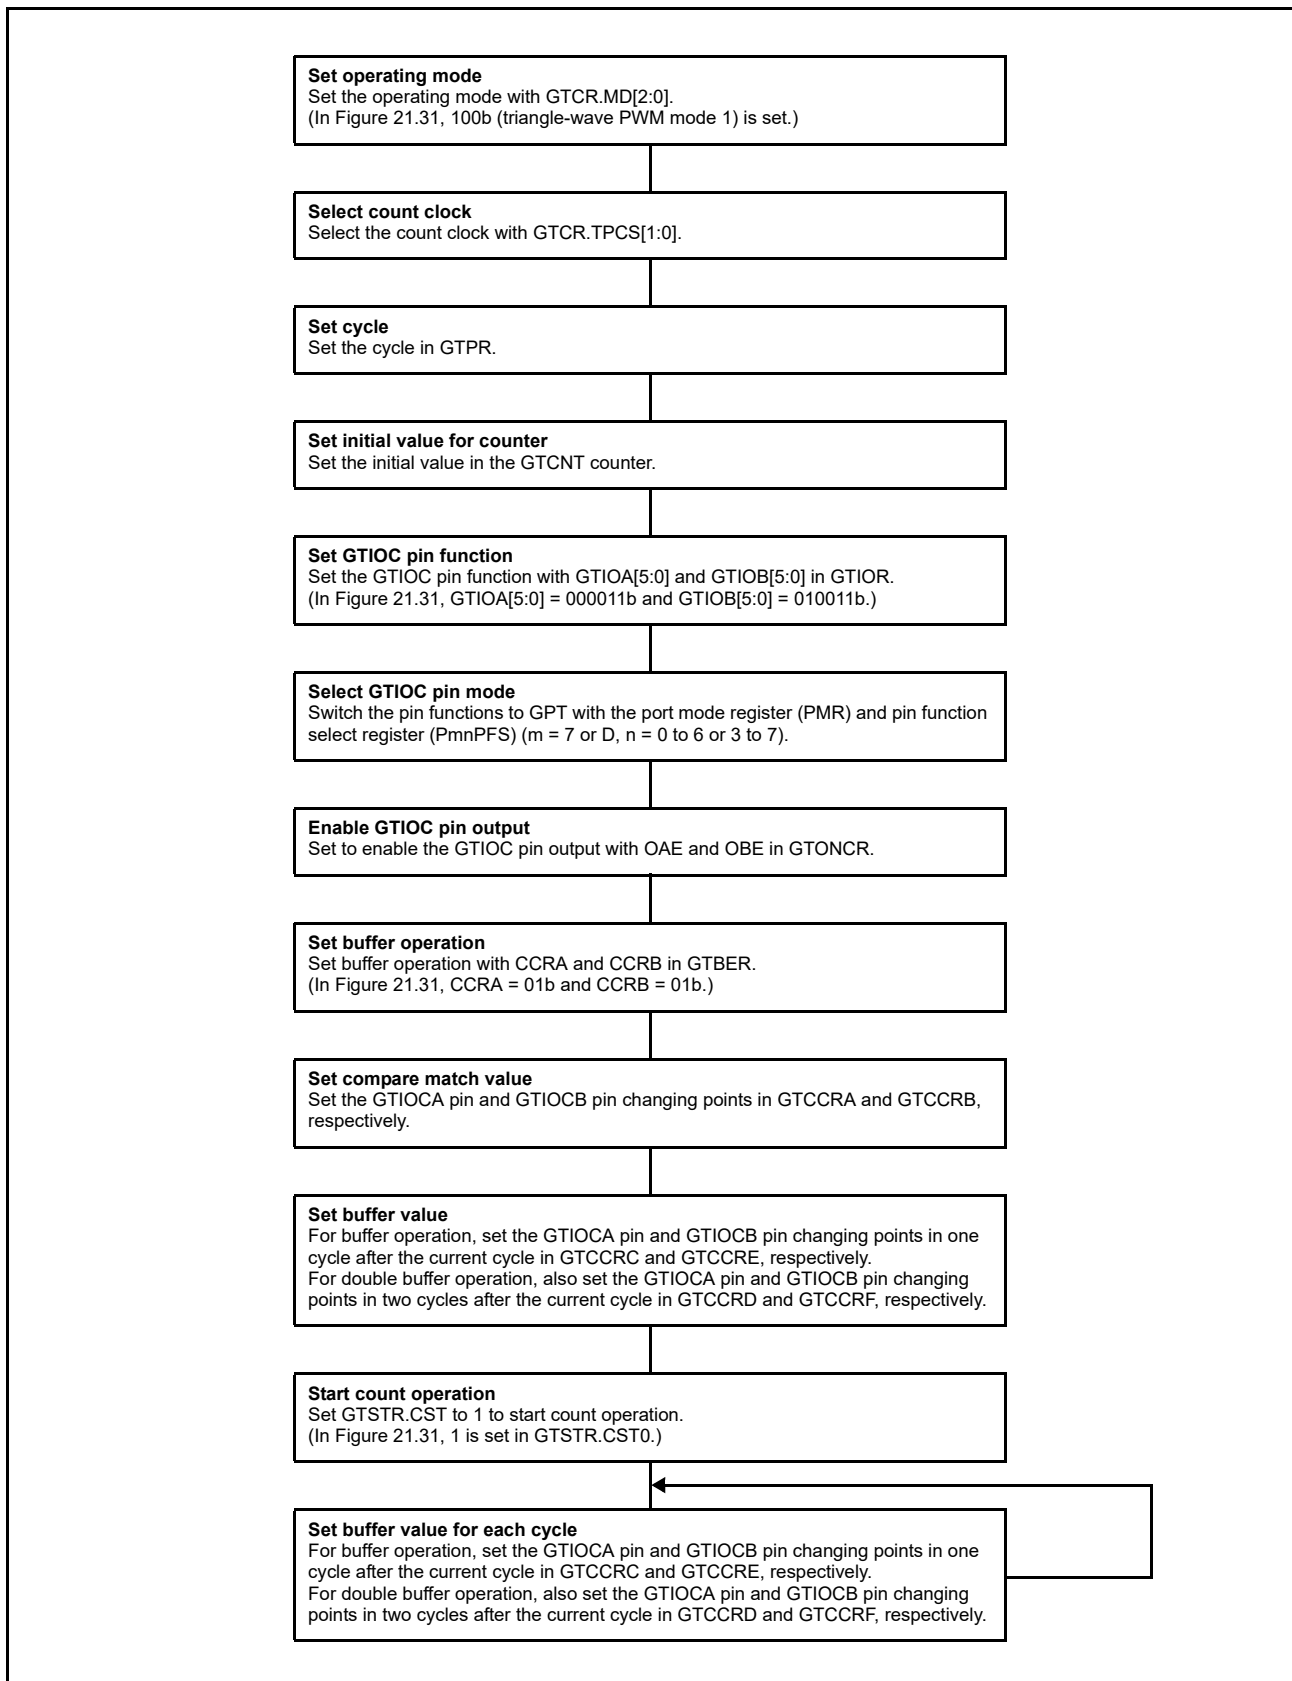 Set operating mode
Set the operating mode with GTCR.MD[2:0].
(In Figure 21.31, 100b (triangle-wave PWM mode 1) is set.)
Select count clock
Select the count clock with GTCR.TPCS[1:0].
Set cycle
Set the cycle in GTPR.
Set initial value for counter
Set the initial value in the GTCNT counter.
Set GTIOC pin function
Set the GTIOC pin function with GTIOA[5:0] and GTIOB[5:0] in GTIOR.
(In Figure 21.31, GTIOA[5:0] = 000011b and GTIOB[5:0] = 010011b.)
Select GTIOC pin mode
Switch the pin functions to GPT with the port mode register (PMR) and pin function
select register (PmnPFS) (m = 7 or D, n = 0 to 6 or 3 to 7).
Enable GTIOC pin output
Set to enable the GTIOC pin output with OAE and OBE in GTONCR.
Set buffer operation
Set buffer operation with CCRA and CCRB in GTBER.
(In Figure 21.31, CCRA = 01b and CCRB = 01b.)
Set compare match value
Set the GTIOCA pin and GTIOCB pin changing points in GTCCRA and GTCCRB,
respectively.
Set buffer value
For buffer operation, set the GTIOCA pin and GTIOCB pin changing points in one
cycle after the current cycle in GTCCRC and GTCCRE, respectively.
For double buffer operation, also set the GTIOCA pin and GTIOCB pin changing
points in two cycles after the current cycle in GTCCRD and GTCCRF, respectively.
Start count operation
Set GTSTR.CST to 1 to start count operation.
(In Figure 21.31, 1 is set in GTSTR.CST0.)
Set buffer value for each cycle
For buffer operation, set the GTIOCA pin and GTIOCB pin changing points in one
cycle after the current cycle in GTCCRC and GTCCRE, respectively.
For double buffer operation, also set the GTIOCA pin and GTIOCB pin changing
points in two cycles after the current cycle in GTCCRD and GTCCRF, respectively.